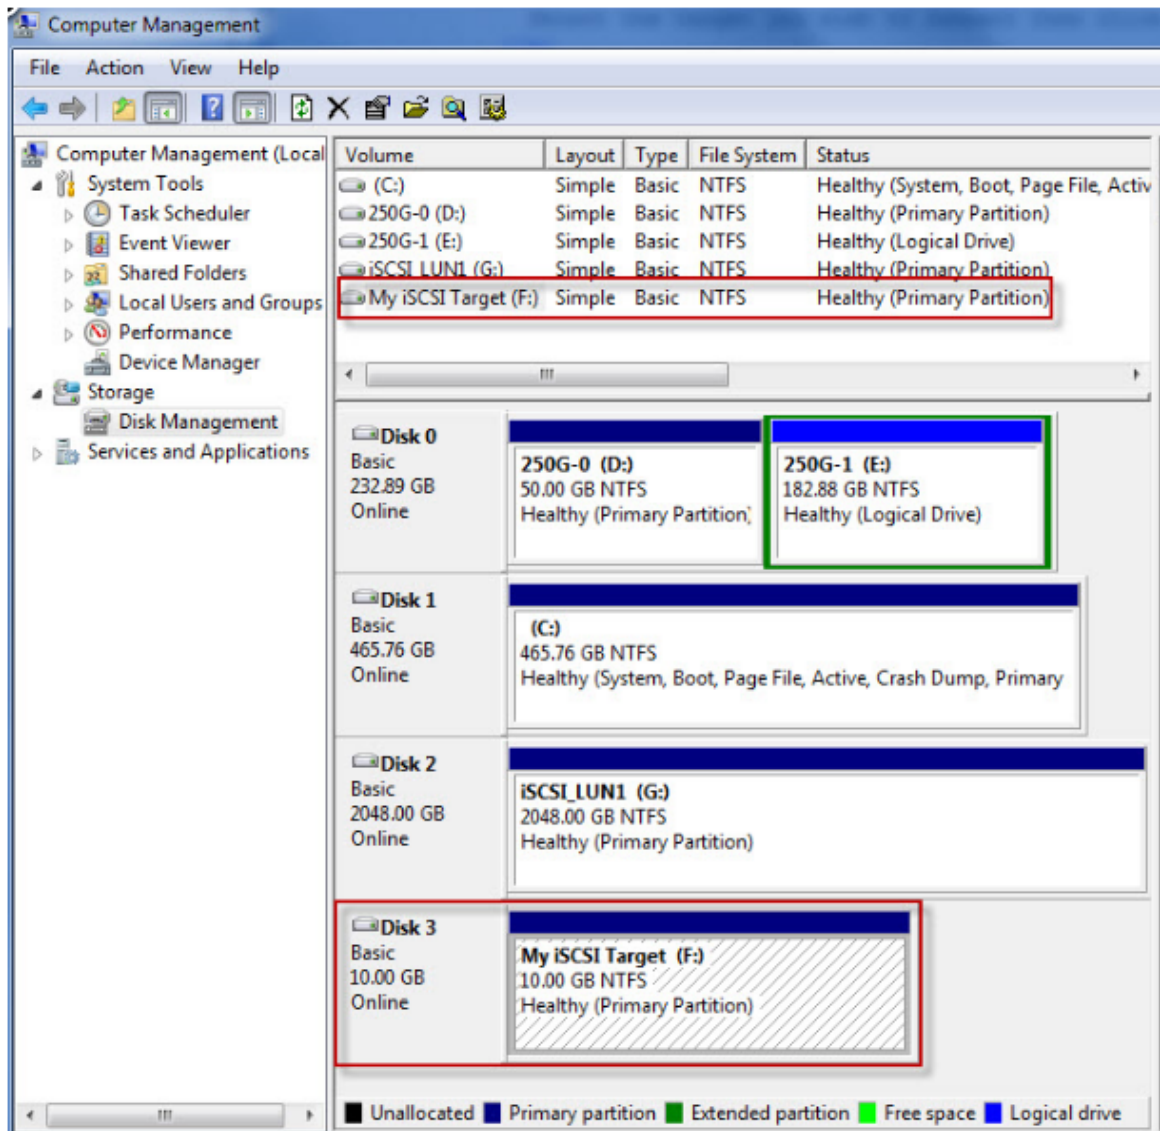 Computer Management
File Action View Help
Computer Management (Local
System Tools
Task Scheduler
Event Viewer
Shared Folders
Local Users and Groups
Performance
Device Manager
Storage
Disk Management
Services and Applications
Volume Layout Type File System Status
(C:) Simple Basic NTFS Healthy (System, Boot, Page File, Activ
250G-0 (D:) Simple Basic NTFS Healthy (Primary Partition)
250G-1 (E:) Simple Basic NTFS Healthy (Logical Drive)
iSCSI_LUN1 (G:) Simple Basic NTFS Healthy (Primary Partition)
My iSCSI Target (F:) Simple Basic NTFS Healthy (Primary Partition)
Disk 0
Basic
232.89 GB
Online
250G-0 (D:)
50.00 GB NTFS
Healthy (Primary Partition)
250G-1 (E:)
182.88 GB NTFS
Healthy (Logical Drive)
Disk 1
Basic
465.76 GB
Online
(C:)
465.76 GB NTFS
Healthy (System, Boot, Page File, Active, Crash Dump, Primary
Disk 2
Basic
2048.00 GB
Online
iSCSI_LUN1 (G:)
2048.00 GB NTFS
Healthy (Primary Partition)
Disk 3
Basic
10.00 GB
Online
My iSCSI Target (F:)
10.00 GB NTFS
Healthy (Primary Partition)
Unallocated Primary partition Extended partition Free space Logical drive